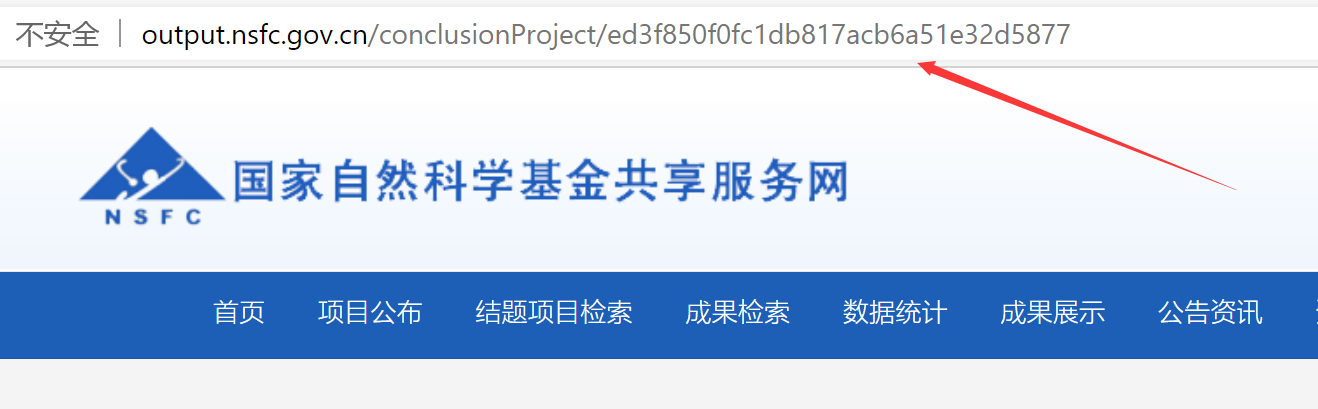 不安全 | output.nsfc.gov.cn/conclusionProject/ed3f850f0fc1db817acb6a51e32d5877
国家自然科学基金共享服务网
NSFC
首页 项目公布 结题项目检索 成果检索 数据统计 成果展示 公告资讯